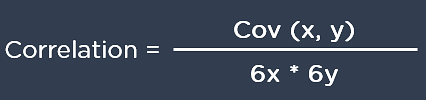 Correlation =
Cov (x, y)
6x * 6y